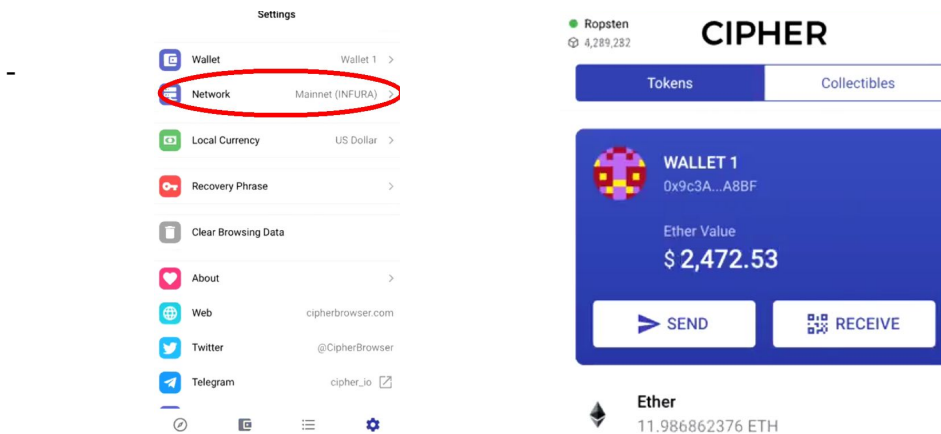 Settings
-
Wallet Wallet 1 >
Network Mainnet (INFURA) >
Local Currency US Dollar >
Recovery Phrase >
Clear Browsing Data
About >
Web cipherbrowser.com
Twitter @CipherBrowser
Telegram cipher_io
Ropsten
4,289,282
CIPHER
Tokens Collectibles
WALLET 1
0x9c3A...A8BF
Ether Value
$ 2,472.53
SEND RECEIVE
Ether
11.986862376 ETH